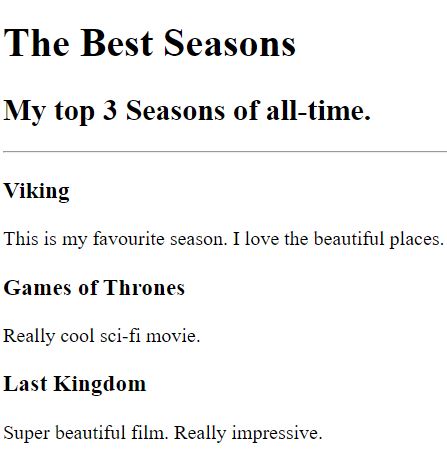 The Best Seasons
My top 3 Seasons of all-time.
Viking
This is my favourite season. I love the beautiful places.
Games of Thrones
Really cool sci-fi movie.
Last Kingdom
Super beautiful film. Really impressive.